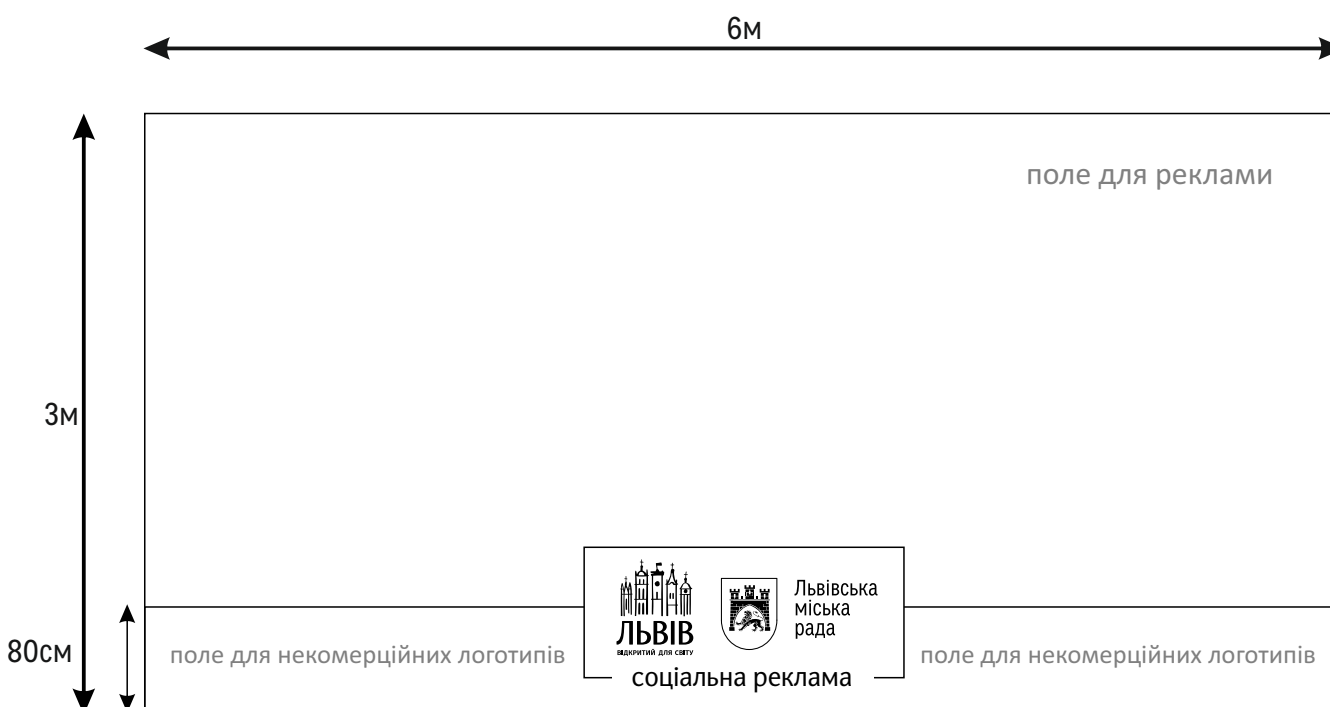 6м
поле для реклами
3м
80см
поле для некомерційних логотипів
ЛЬВІВ
ВІДКРИТИЙ ДЛЯ СВІТУ
Львівська
міська
рада
соціальна реклама
поле для некомерційних логотипів